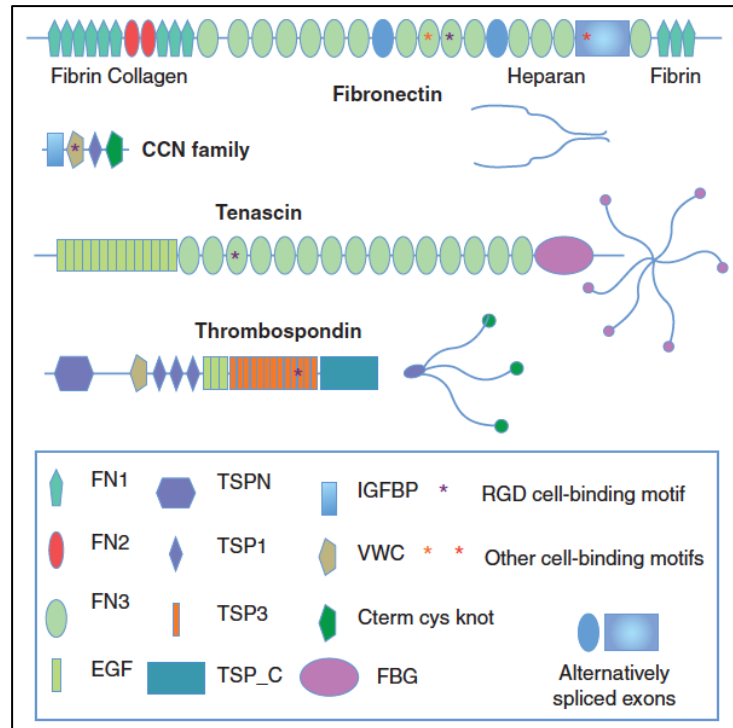 Fibrin Collagen Heparan Fibrin
Fibronectin
CCN family
Tenascin
Thrombospondin
FN1 TSPN IGFBP * RGD cell-binding motif
FN2 TSP1 VWC * * Other cell-binding motifs
FN3 TSP3 Cterm cys knot
EGF TSP_C FBG Alternatively
spliced exons